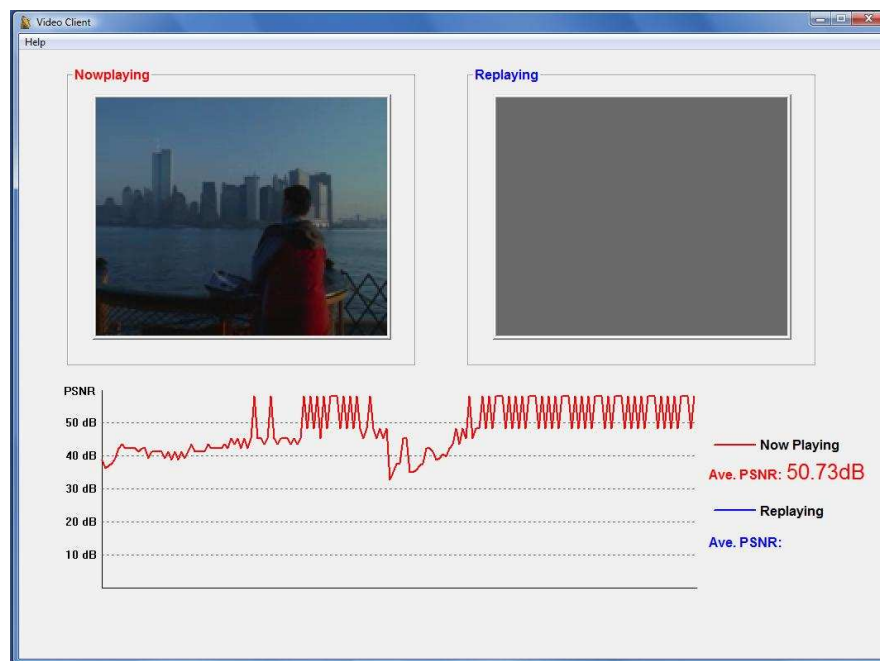 Video Client
Help
Nowplaying
Replaying
PSNR
50 dB
40 dB
30 dB
20 dB
10 dB
Now Playing
Ave. PSNR: 50.73dB
Replaying
Ave. PSNR: